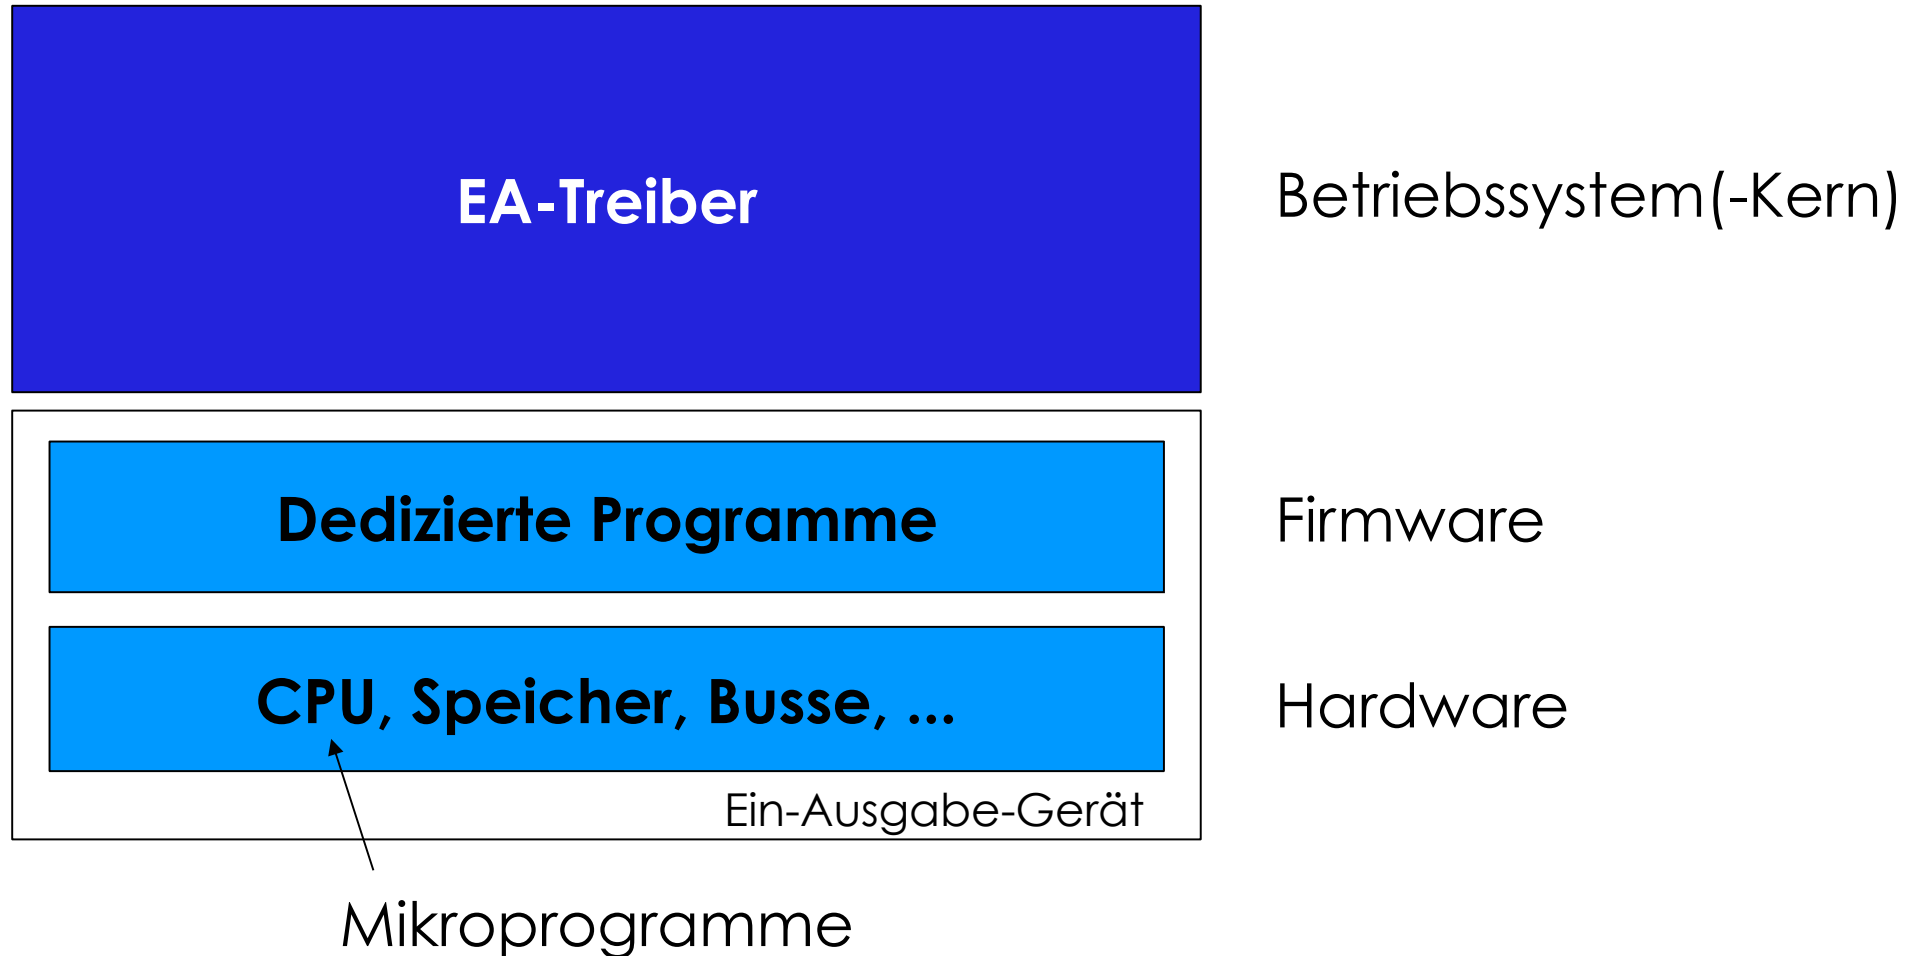 EA-Treiber
Betriebssystem(-Kern)
Dedizierte Programme
Firmware
CPU, Speicher, Busse, ...
Hardware
Ein-Ausgabe-Gerät
Mikroprogramme